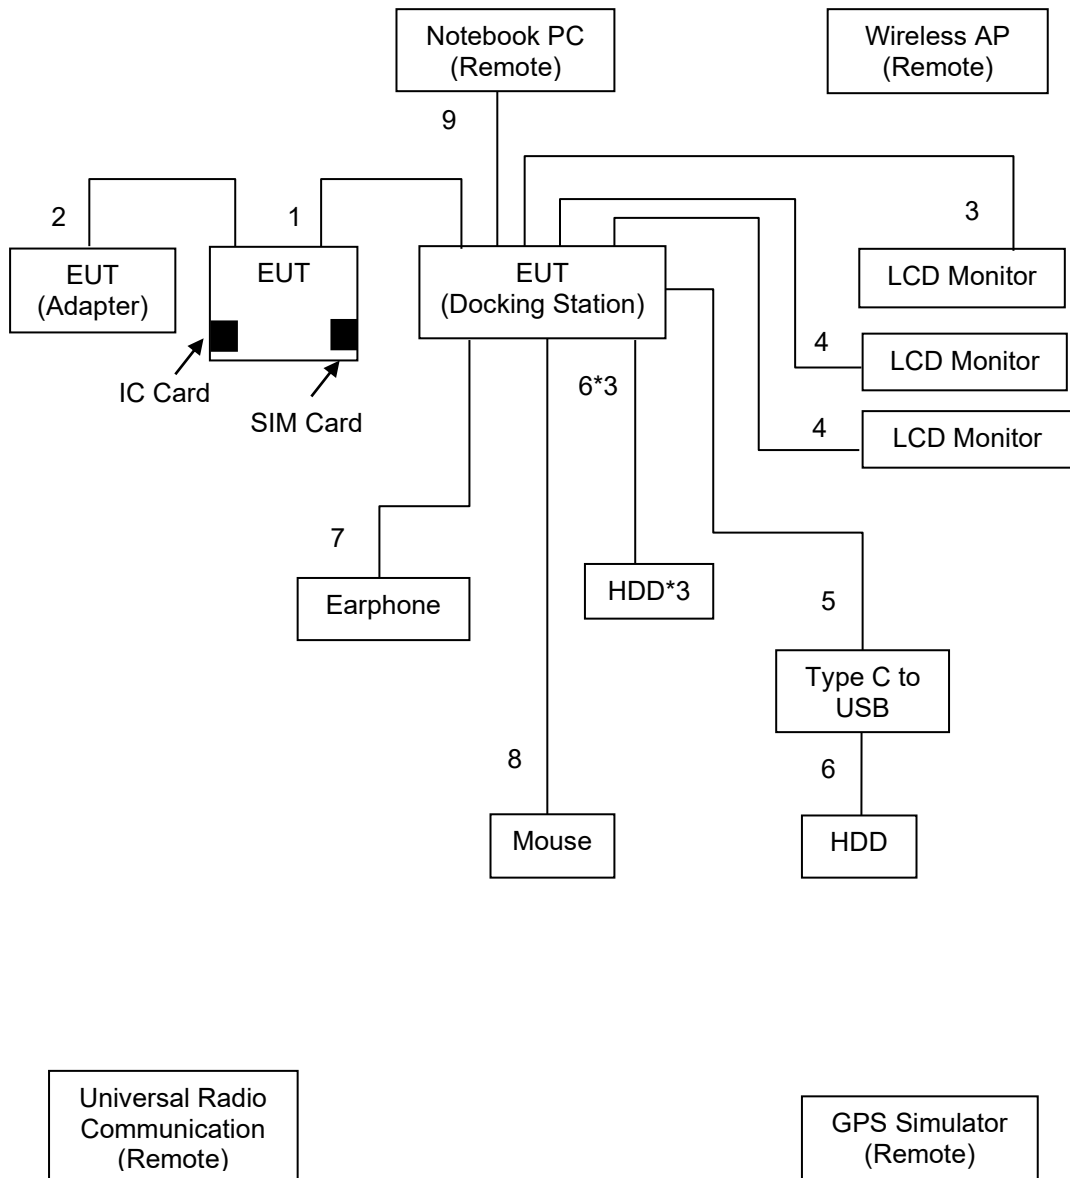 Notebook PC
(Remote)
Wireless AP
(Remote)
9
2
1
3
EUT
(Adapter)
EUT
EUT
(Docking Station)
LCD Monitor
4
LCD Monitor
IC Card
SIM Card
6*3
4
LCD Monitor
7
Earphone
HDD*3
5
Type C to
USB
8
6
Mouse
HDD
Universal Radio
Communication
(Remote)
GPS Simulator
(Remote)